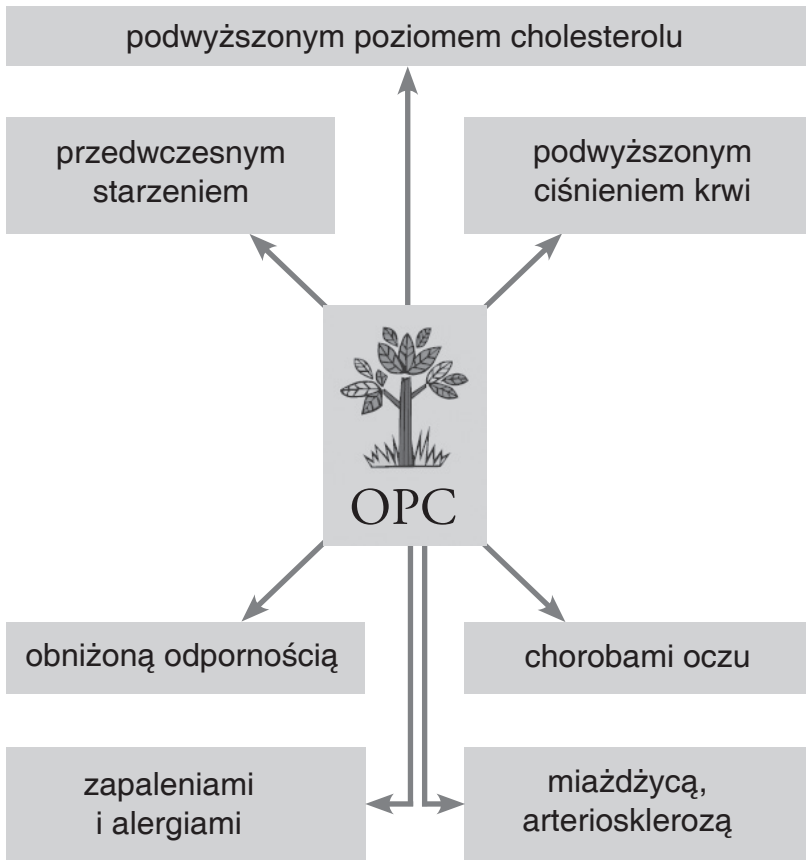 podwyższonym poziomem cholesterolu
przedwczesnym
starzeniem
podwyższonym
ciśnieniem krwi
OPC
obniżoną odpornością
chorobami oczu
zapaleniami
i alergiami
miażdżycą,
arteriosklerozą